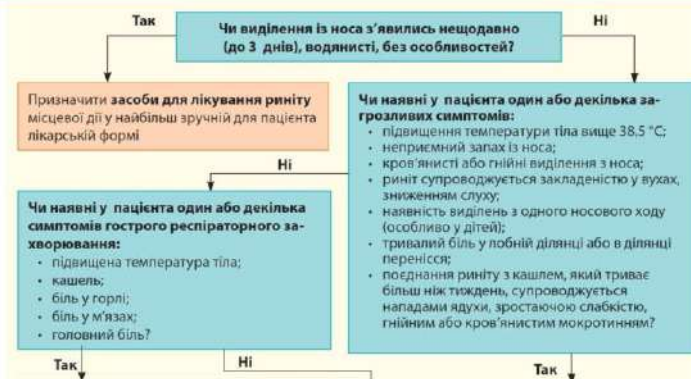 Так
Чи виділення із носа з’явились нещодавно
(до 3 днів), водянисті, без особливостей?
Ні
Призначити засоби для лікування риніту
місцевої дії у найбільш зручній для пацієнта
лікарській формі
Чи наявні у пацієнта один або декілька за-
грозливих симптомів:
• підвищення температури тіла вище 38,5 °С;
• неприємний запах із носа;
• кров’янисті або гнійні виділення з носа;
• риніт супроводжується закладеністю у вухах,
зниженням слуху;
• наявність виділень з одного носового ходу
(особливо у дітей);
• тривалий біль у лобній ділянці або в ділянці
перенісся;
• поєднання риніту з кашлем, який триває
більш ніж тиждень, супроводжується
нападами ядухи, зростаючою слабкістю,
гнійним або кров’янистим мокротинням?
Ні
Чи наявні у пацієнта один або декілька
симптомів гострого респіраторного за-
хворювання:
• підвищена температура тіла;
• кашель;
• біль у горлі;
• біль у м’язах;
• головний біль?
Так
Ні
Так